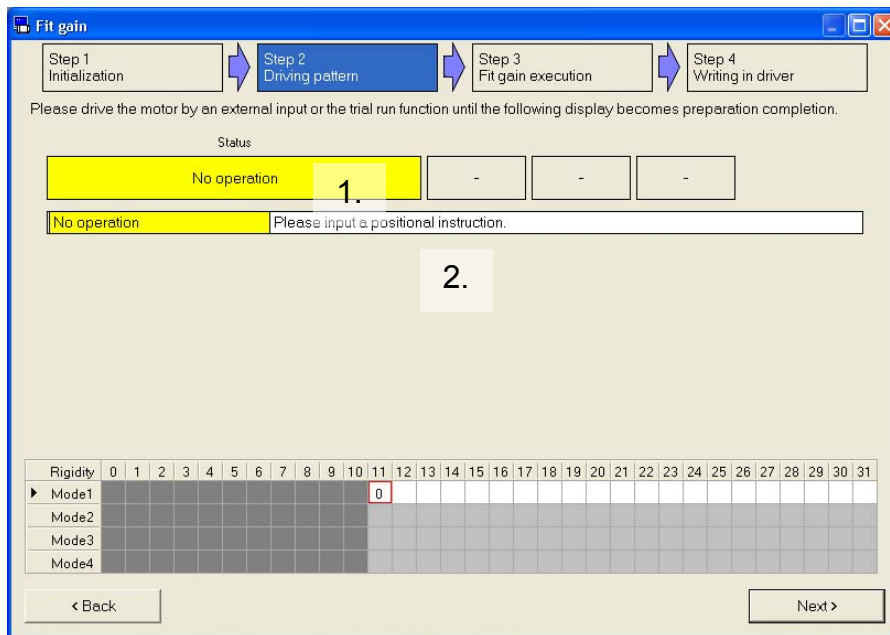 Fit gain
Step 1
Initialization
Step 2
Driving pattern
Step 3
Fit gain execution
Step 4
Writing in driver
Please drive the motor by an external input or the trial run function until the following display becomes preparation completion.
Status
No operation - - -
1.
No operation Please input a positional instruction.
2.
Rigidity 0 1 2 3 4 5 6 7 8 9 10 11 12 13 14 15 16 17 18 19 20 21 22 23 24 25 26 27 28 29 30 31
Mode1 0
Mode2
Mode3
Mode4
< Back Next >